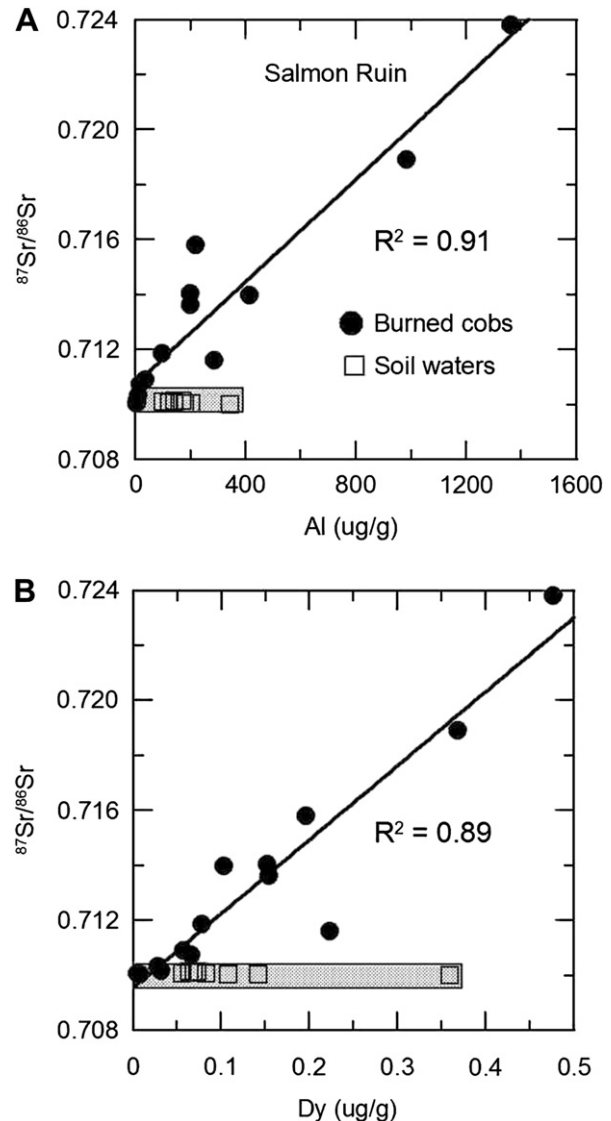 A
0.724
Salmon Ruin
0.720
⁸⁷Sr/⁸⁶Sr
0.716
R² = 0.91
Burned cobs
0.712
Soil waters
0.708
0 400 800 1200 1600
Al (ug/g)
B
0.724
0.720
⁸⁷Sr/⁸⁶Sr
0.716
R² = 0.89
0.712
0.708
0 0.1 0.2 0.3 0.4 0.5
Dy (ug/g)